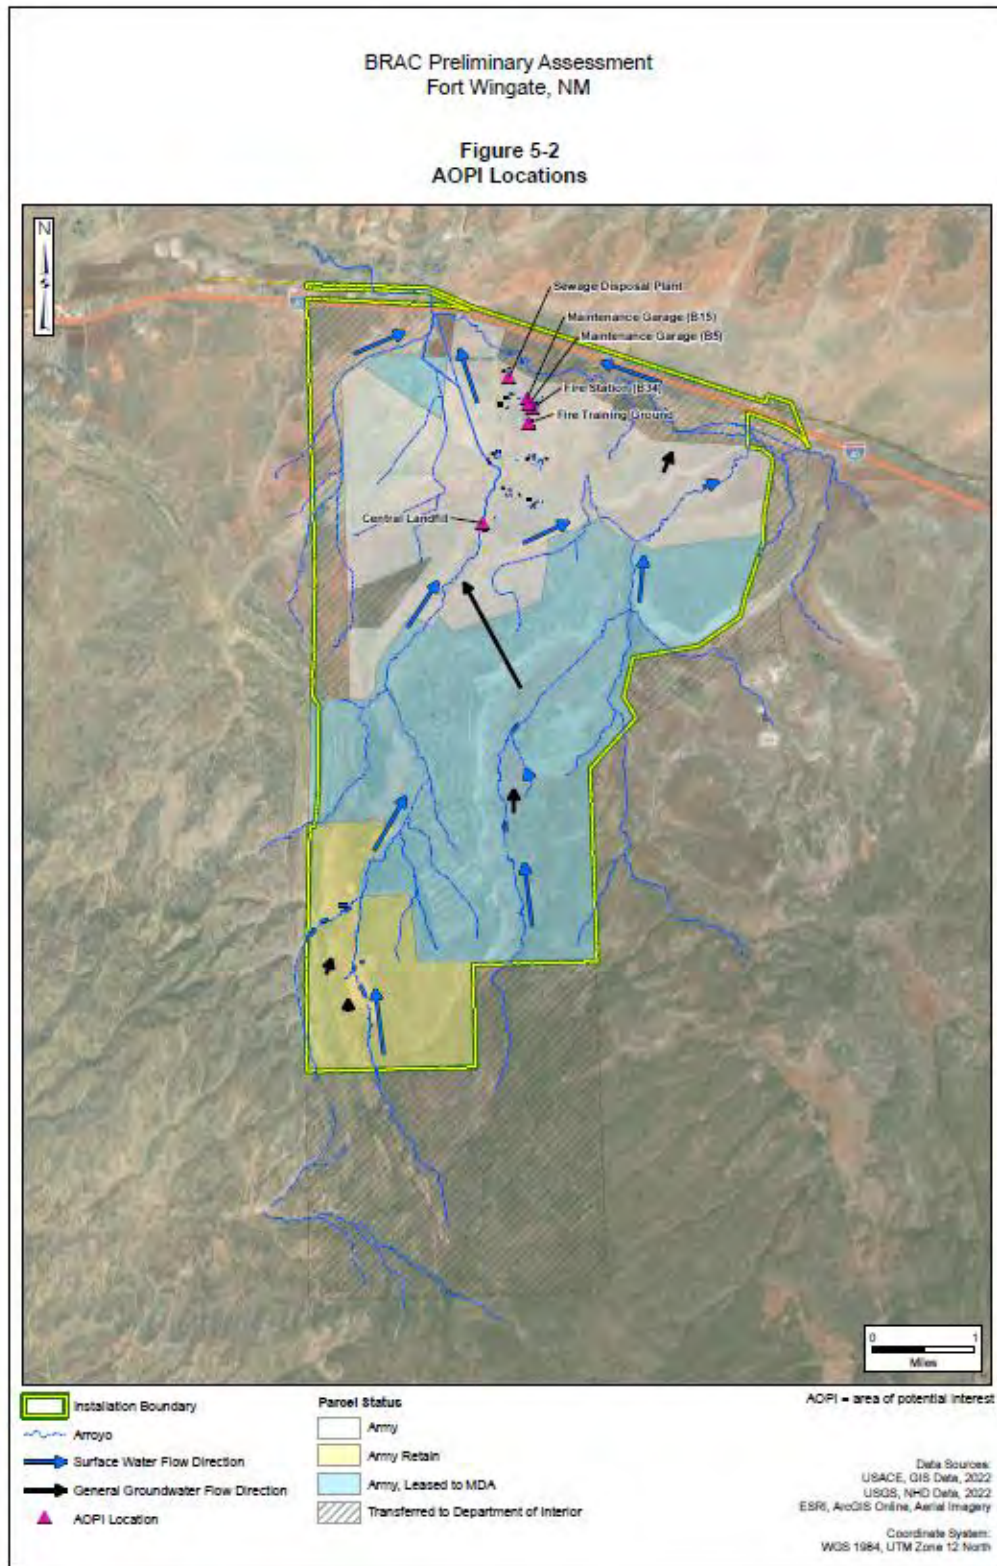 BRAC Preliminary Assessment
Fort Wingate, NM
Figure 5-2
AOPI Locations
N
Sewage Disposal Plant
Maintenance Garage (B15)
Maintenance Garage (B5)
Fire Station (B34)
Fire Training Ground
Central Landfill
0 1
Miles
Installation Boundary
Arroyo
Surface Water Flow Direction
General Groundwater Flow Direction
AOPI Location
Parcel Status
Army
Army Retain
Army, Leased to MDA
Transferred to Department of Interior
AOPI = area of potential interest
Data Sources:
USACE, GIS Data, 2022
USGS, NHD Data, 2022
ESRI, ArcGIS Online, Aerial Imagery
Coordinate System:
WGS 1984, UTM Zone 12 North